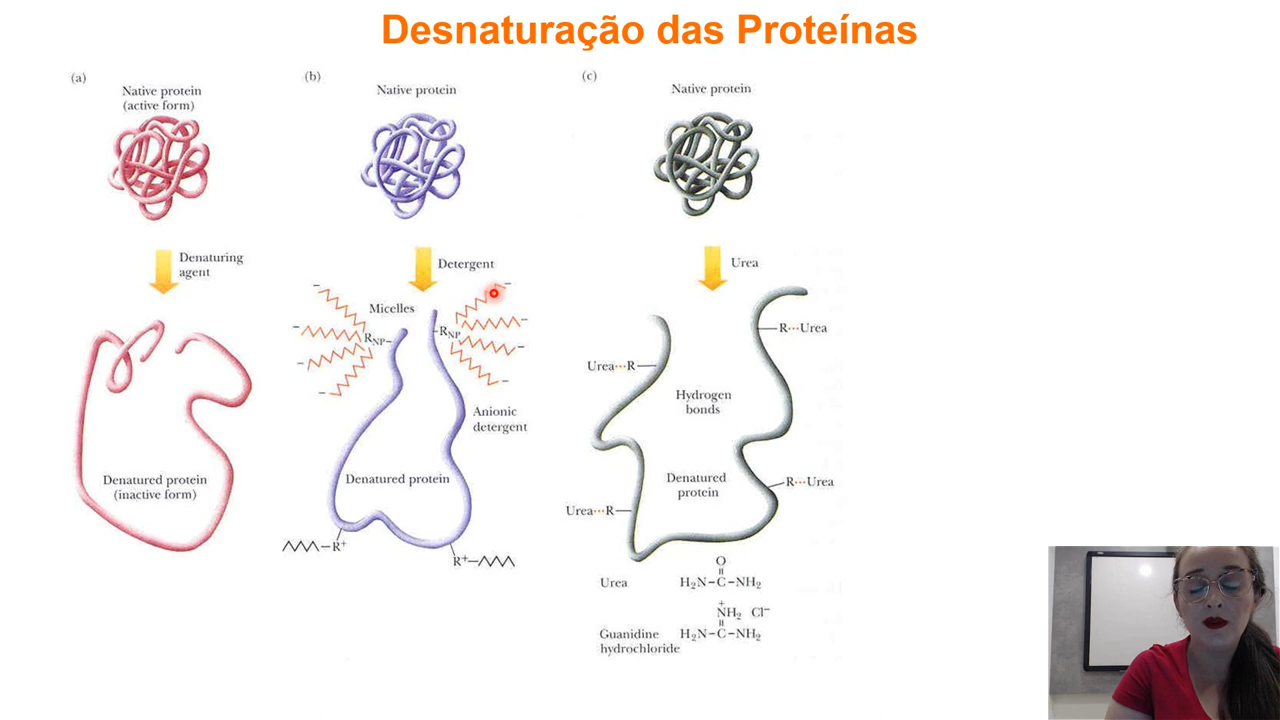 Desnaturação das Proteínas
(a)
Native protein
(active form)
Denaturing
agent
Denatured protein
(inactive form)
(b)
Native protein
Detergent
Micelles
R_NP–
–R_NP
Anionic
detergent
Denatured protein
–R⁺
R⁺–
(c)
Native protein
Urea
–R···Urea
Urea···R–
Hydrogen
bonds
Denatured
protein
–R···Urea
Urea···R–
O
Urea H₂N–C–NH₂
+
NH₂ Cl⁻
Guanidine H₂N–C–NH₂
hydrochloride